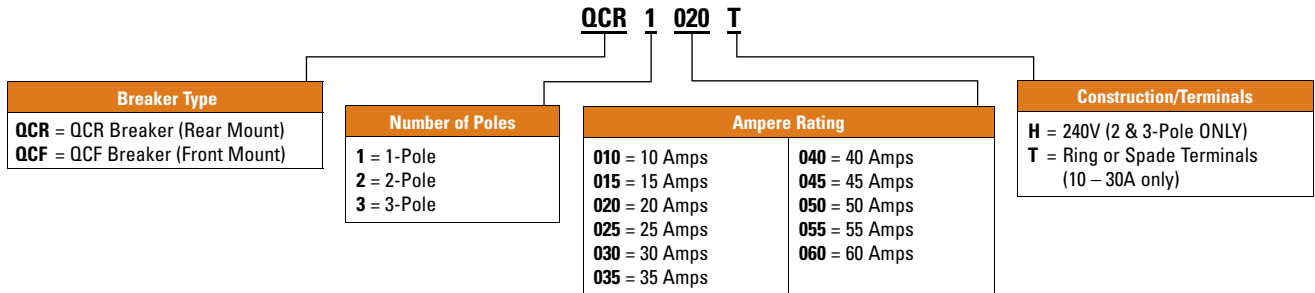 QCR 1 020 T
Breaker Type
QCR = QCR Breaker (Rear Mount)
QCF = QCF Breaker (Front Mount)
Number of Poles
1 = 1-Pole
2 = 2-Pole
3 = 3-Pole
Ampere Rating
010 = 10 Amps
015 = 15 Amps
020 = 20 Amps
025 = 25 Amps
030 = 30 Amps
035 = 35 Amps
040 = 40 Amps
045 = 45 Amps
050 = 50 Amps
055 = 55 Amps
060 = 60 Amps
Construction/Terminals
H = 240V (2 & 3-Pole ONLY)
T = Ring or Spade Terminals
(10 – 30A only)